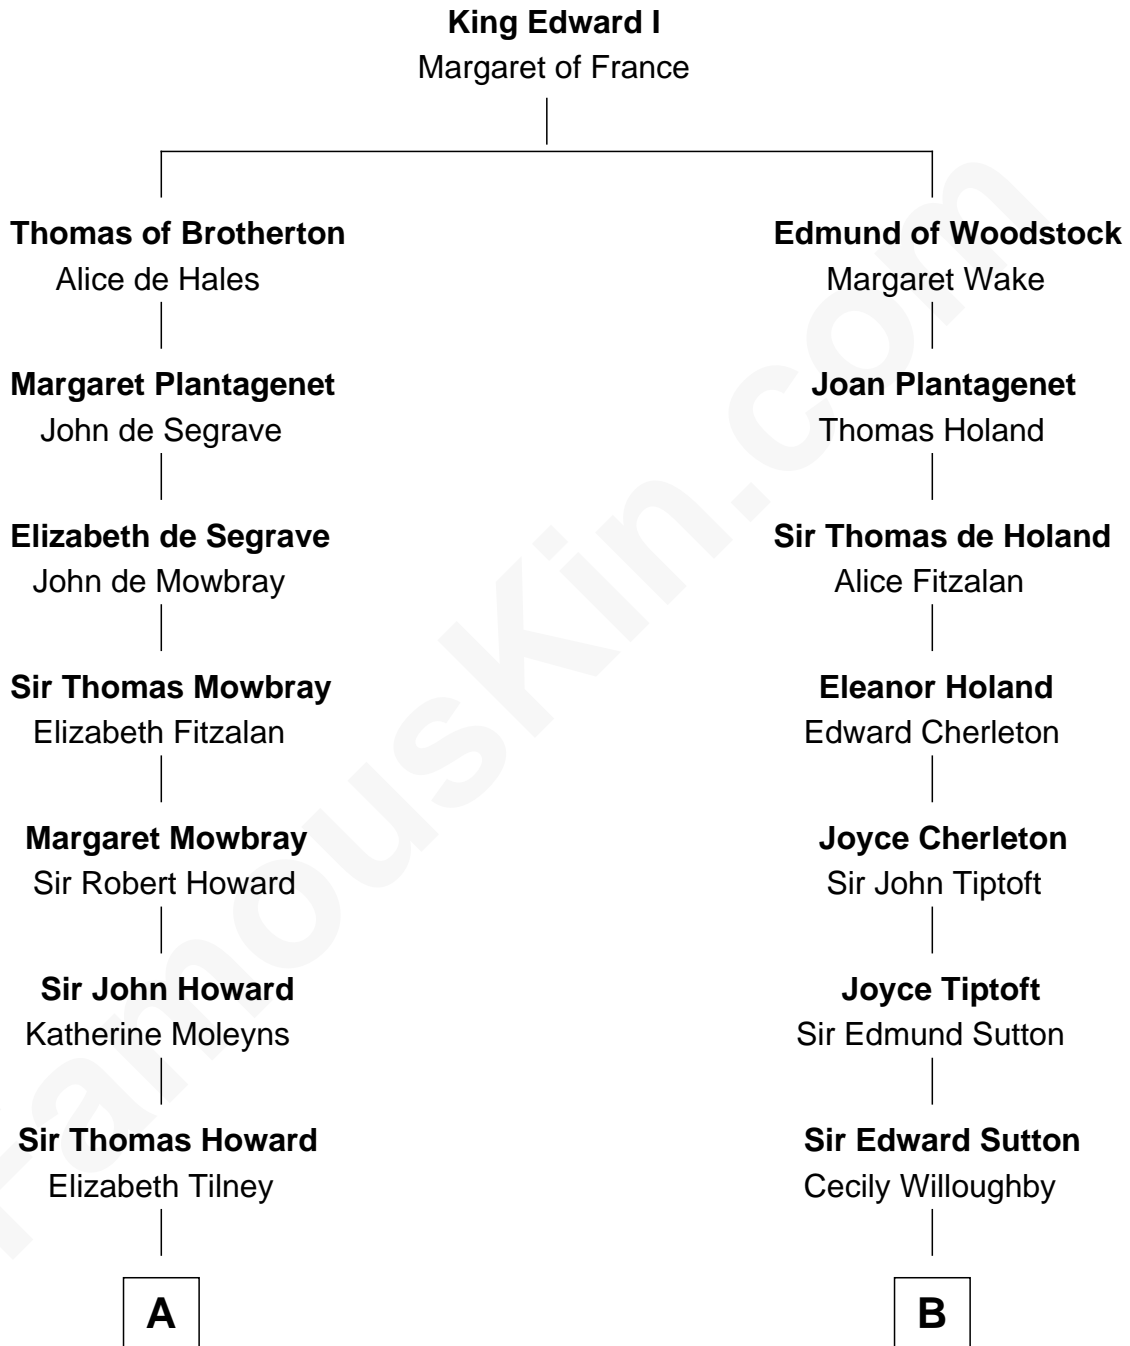 King Edward I
Margaret of France
Thomas of Brotherton
Alice de Hales
Edmund of Woodstock
Margaret Wake
Margaret Plantagenet
John de Segrave
Joan Plantagenet
Thomas Holand
Elizabeth de Segrave
John de Mowbray
Sir Thomas de Holand
Alice Fitzalan
Sir Thomas Mowbray
Elizabeth Fitzalan
Eleanor Holand
Edward Cherleton
Margaret Mowbray
Sir Robert Howard
Joyce Cherleton
Sir John Tiptoft
Sir John Howard
Katherine Moleyns
Joyce Tiptoft
Sir Edmund Sutton
Sir Thomas Howard
Elizabeth Tilney
Sir Edward Sutton
Cecily Willoughby
A
B
FamousKin.com